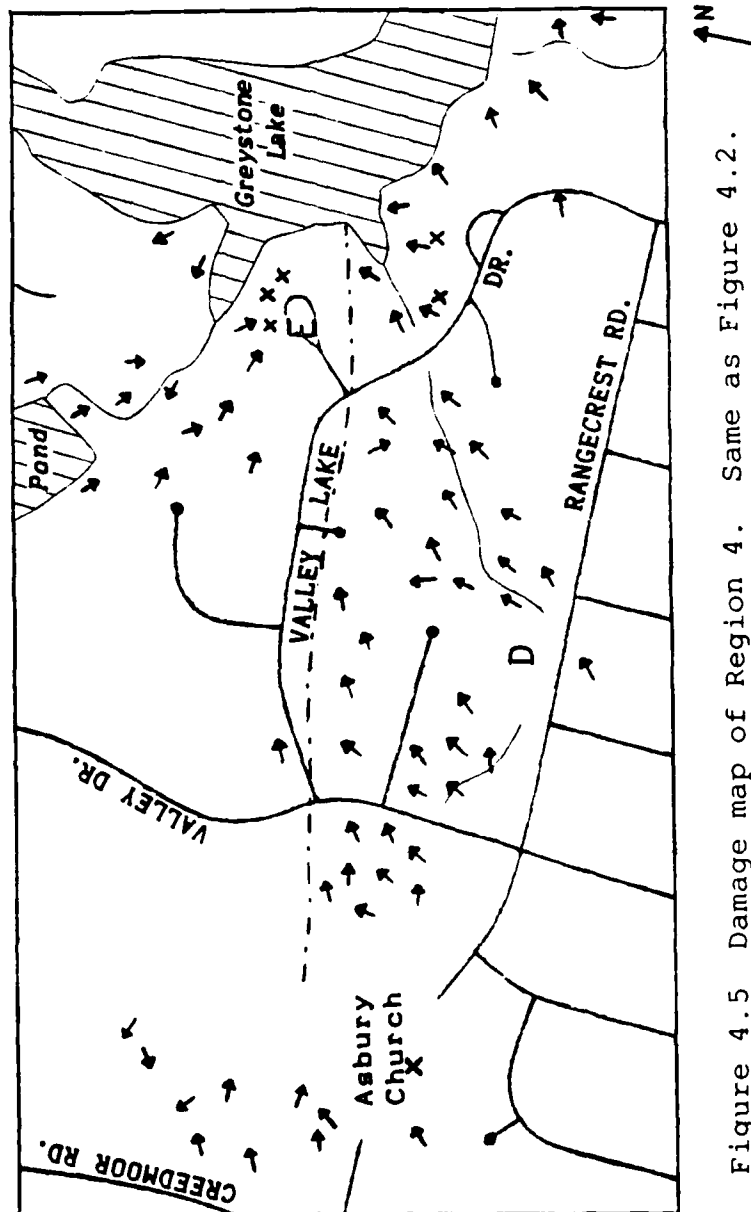 N
Pond
Greystone
Lake
E
VALLEY DR.
VALLEY LAKE
DR.
CREEDMOOR RD.
Asbury
Church
X
D
RANGECREST RD.
Figure 4.5 Damage map of Region 4. Same as Figure 4.2.